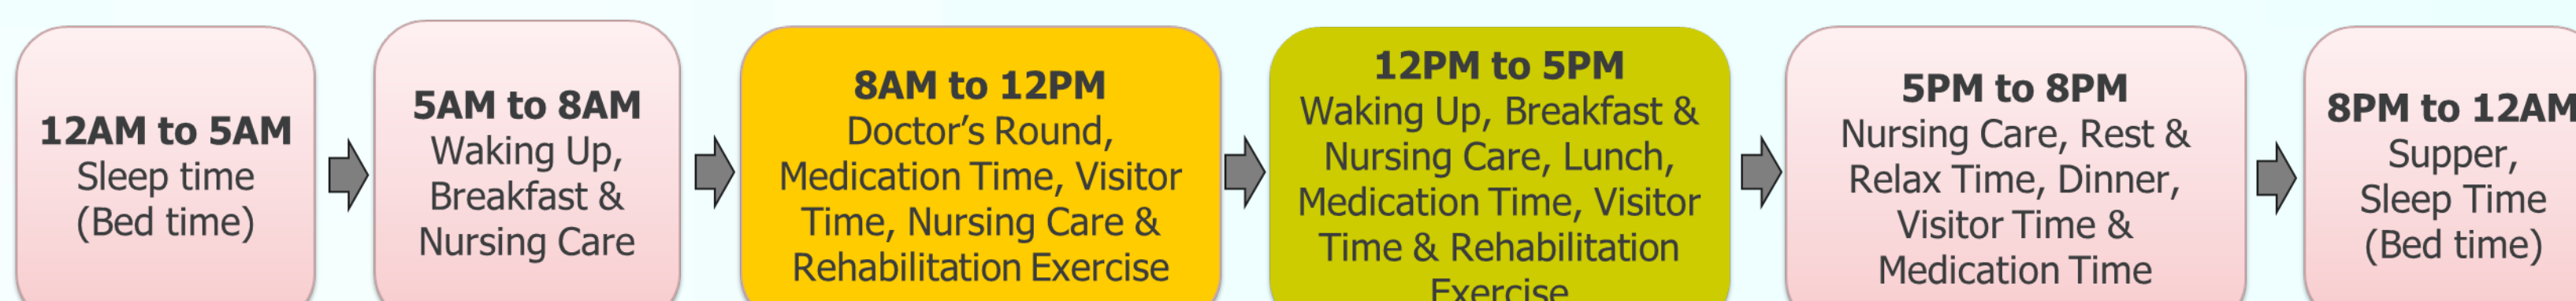 12AM to 5AM
Sleep time
(Bed time)
5AM to 8AM
Waking Up,
Breakfast &
Nursing Care
8AM to 12PM
Doctor’s Round,
Medication Time, Visitor
Time, Nursing Care &
Rehabilitation Exercise
12PM to 5PM
Waking Up, Breakfast &
Nursing Care, Lunch,
Medication Time, Visitor
Time & Rehabilitation
Exercise
5PM to 8PM
Nursing Care, Rest &
Relax Time, Dinner,
Visitor Time &
Medication Time
8PM to 12AM
Supper,
Sleep Time
(Bed time)